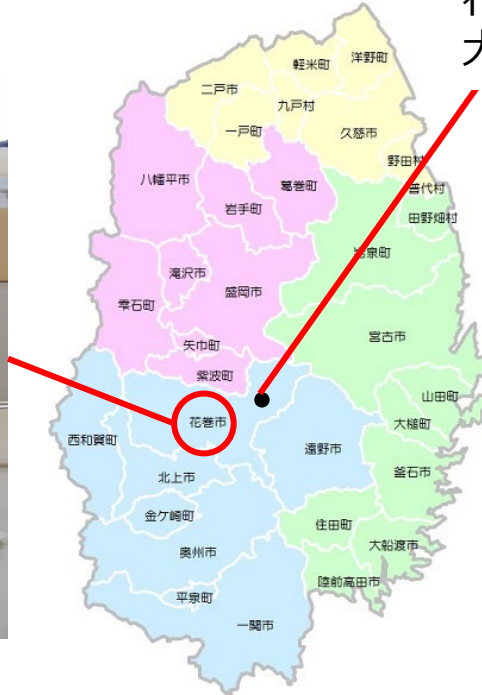 洋野町
軽米町
二戸市
九戸村
一戸町
久慈市
野田村
八幡平市
葛巻町
普代村
岩手町
田野畑村
岩泉町
滝沢市
盛岡市
雫石町
宮古市
矢巾町
紫波町
山田町
花巻市
大槌町
西和賀町
遠野市
釜石市
北上市
金ケ崎町
住田町
奥州市
大船渡市
陸前高田市
平泉町
一関市